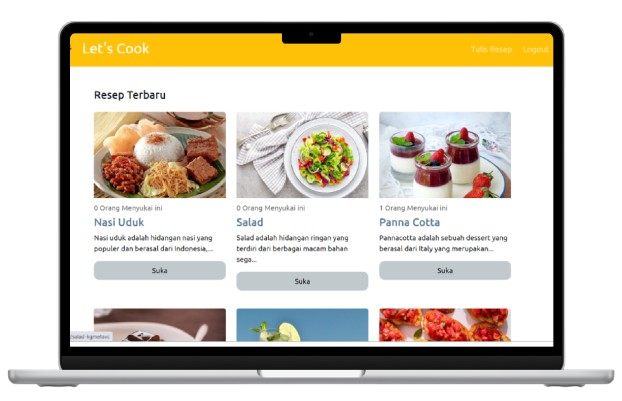 Let's Cook
Tulis Resep Logout
Resep Terbaru
0 Orang Menyukai ini
Nasi Uduk
Nasi uduk adalah hidangan nasi yang
populer dan berasal dari Indonesia,...
Suka
0 Orang Menyukai ini
Salad
Salad adalah hidangan ringan yang
terdiri dari berbagai macam bahan
sega...
Suka
1 Orang Menyukai ini
Panna Cotta
Pannacotta adalah sebuah dessert yang
berasal dari Italy yang merupakan...
Suka